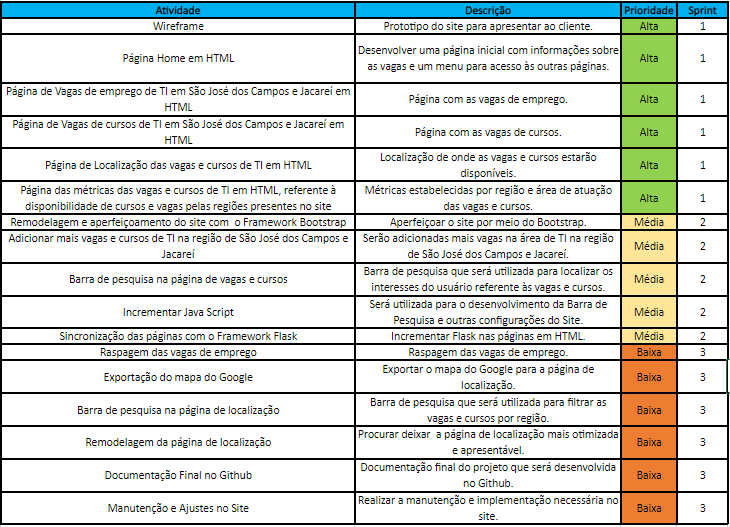 Atividade Descrição Prioridade Sprint
Wireframe Prototipo do site para apresentar ao cliente. Alta 1
Página Home em HTML Desenvolver uma página inicial com informações sobre
as vagas e um menu para acesso às outras páginas. Alta 1
Página de Vagas de emprego de TI em São José dos Campos e Jacareí em
HTML Página com as vagas de emprego. Alta 1
Página de Vagas de cursos de TI em São José dos Campos e Jacareí em
HTML Página com as vagas de cursos. Alta 1
Página de Localização das vagas e cursos de TI em HTML Localização de onde as vagas e cursos estarão
disponíveis. Alta 1
Página das métricas das vagas e cursos de TI em HTML, referente à
disponibilidade de cursos e vagas pelas regiões presentes no site Métricas estabelecidas por região e área de atuação
das vagas e cursos. Alta 1
Remodelagem e aperfeiçoamento do site com o Framework Bootstrap Aperfeiçoar o site por meio do Bootstrap. Média 2
Adicionar mais vagas e cursos de TI na região de São José dos Campos e
Jacareí Serão adicionadas mais vagas na área de TI na região
de São José dos Campos e Jacareí. Média 2
Barra de pesquisa na página de vagas e cursos Barra de pesquisa que será utilizada para localizar os
interesses do usuário referente às vagas e cursos. Média 2
Incrementar Java Script Será utilizada para o desenvolvimento da Barra de
Pesquisa e outras configurações do Site. Média 2
Sincronização das páginas com o Framework Flask Incrementar Flask nas páginas em HTML. Média 2
Raspagem das vagas de emprego Raspagem das vagas de emprego. Baixa 3
Exportação do mapa do Google Exportar o mapa do Google para a página de
localização. Baixa 3
Barra de pesquisa na página de localização Barra de pesquisa que será utilizada para filtrar as
vagas e cursos por região. Baixa 3
Remodelagem da página de localização Procurar deixar a página de localização mais otimizada
e apresentável. Baixa 3
Documentação Final no Github Documentação final do projeto que será desenvolvida
no Github. Baixa 3
Manutenção e Ajustes no Site Realizar a manutenção e implementação necessária no
site. Baixa 3